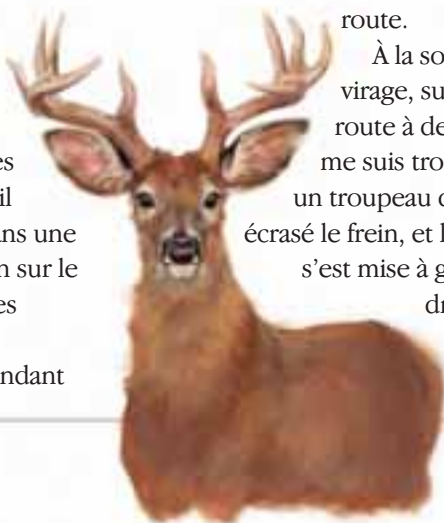 es
il
ans une
n sur le
es
ndant
route.
À la so
virage, su
route à de
me suis tro
un troupeau
écrasé le frein, et l
s'est mise à g
dr